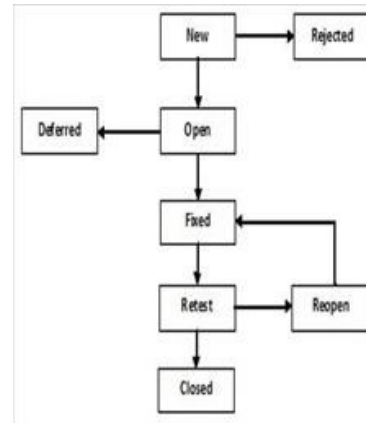 New
Rejected
Deferred
Open
Fixed
Retest
Reopen
Closed